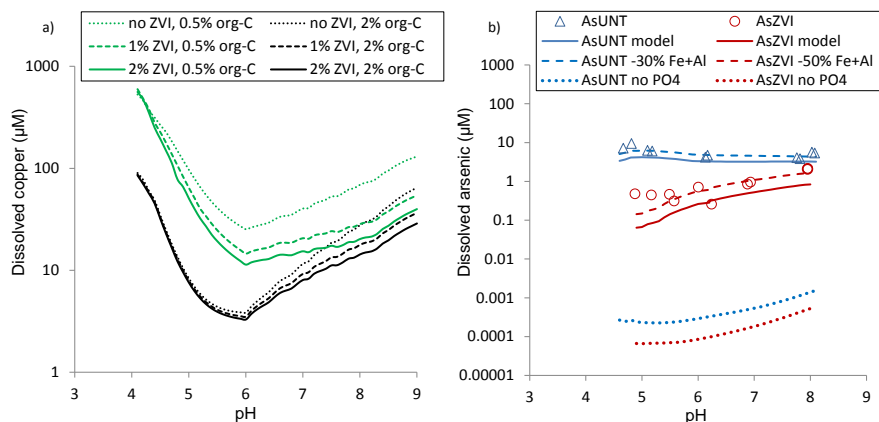 a)
no ZVI, 0.5% org-C
no ZVI, 2% org-C
1% ZVI, 0.5% org-C
1% ZVI, 2% org-C
2% ZVI, 0.5% org-C
2% ZVI, 2% org-C
Dissolved copper (µM)
1000
100
10
1
3
4
5
6
7
8
9
pH
b)
AsUNT
AsZVI
AsUNT model
AsZVI model
AsUNT -30% Fe+Al
AsZVI -50% Fe+Al
AsUNT no PO4
AsZVI no PO4
Dissolved arsenic (µM)
1000
100
10
1
0.1
0.01
0.001
0.0001
0.00001
3
4
5
6
7
8
9
pH